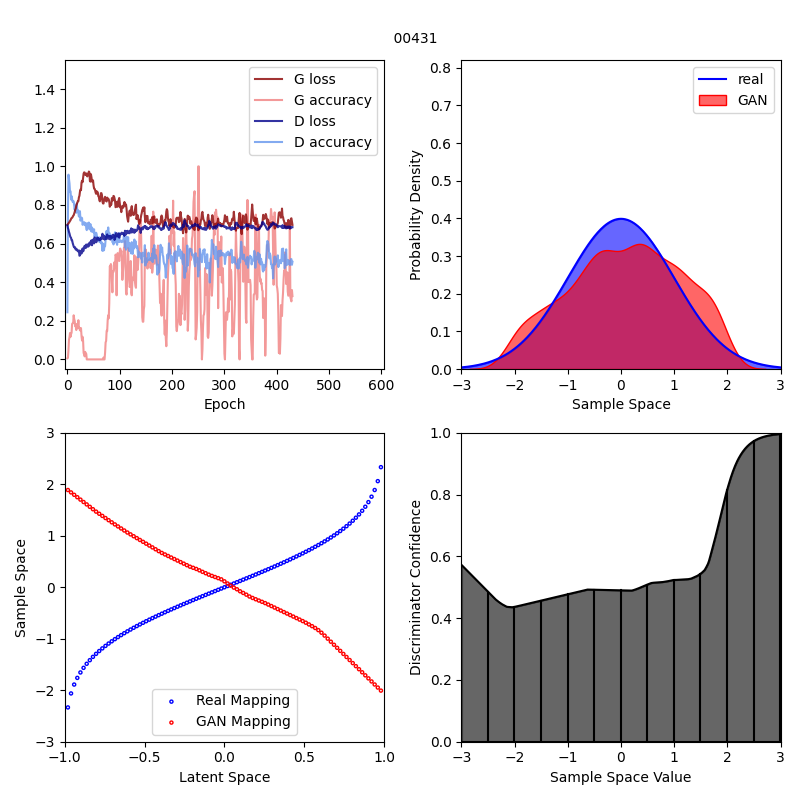 00431
G loss
G accuracy
D loss
D accuracy
1.4
1.2
1.0
0.8
0.6
0.4
0.2
0.0
0 100 200 300 400 500 600
Epoch
real
GAN
Probability Density
0.8
0.7
0.6
0.5
0.4
0.3
0.2
0.1
0.0
−3 −2 −1 0 1 2 3
Sample Space
Sample Space
3
2
1
0
−1
−2
−3
Real Mapping
GAN Mapping
−1.0 −0.5 0.0 0.5 1.0
Latent Space
Discriminator Confidence
1.0
0.8
0.6
0.4
0.2
0.0
−3 −2 −1 0 1 2 3
Sample Space Value